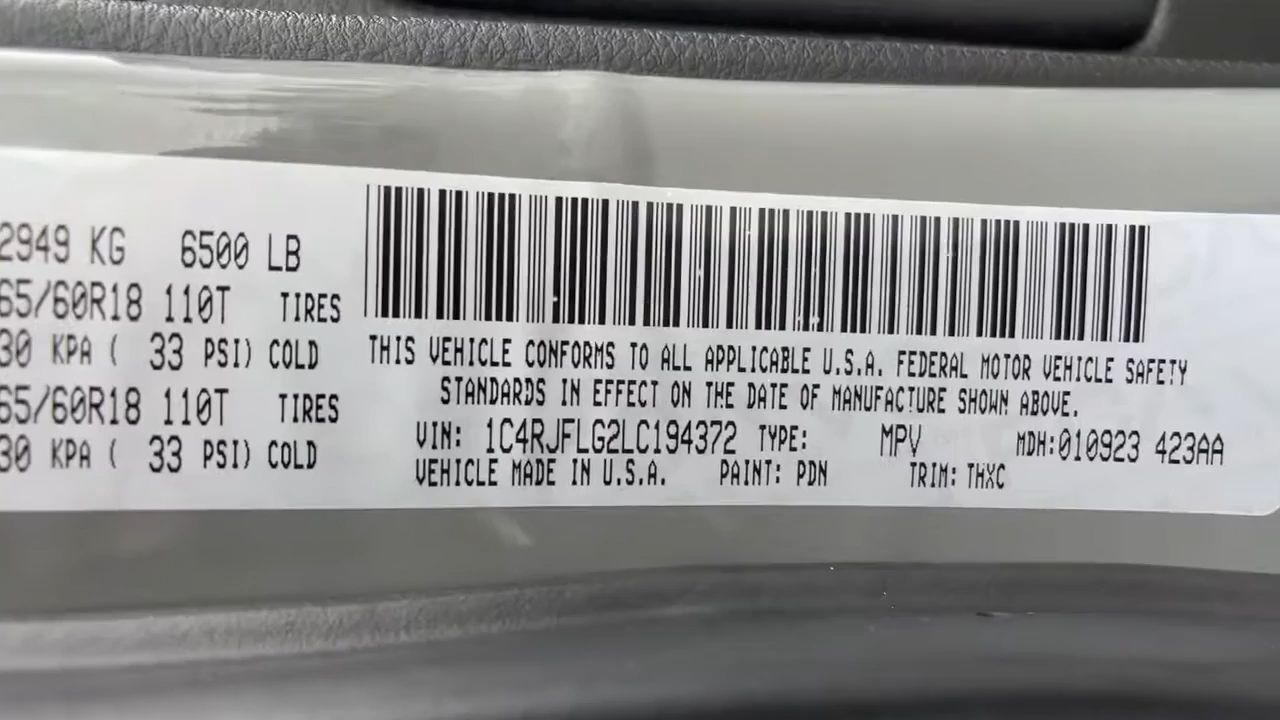 2949 KG 6500 LB
65/60R18 110T TIRES
30 KPA ( 33 PSI) COLD
65/60R18 110T TIRES
30 KPA ( 33 PSI) COLD
THIS VEHICLE CONFORMS TO ALL APPLICABLE U.S.A. FEDERAL MOTOR VEHICLE SAFETY
STANDARDS IN EFFECT ON THE DATE OF MANUFACTURE SHOWN ABOVE.
VIN: 1C4RJFLG2LC194372 TYPE: MPV MDH:010923 423AA
VEHICLE MADE IN U.S.A. PAINT: PDN TRIM: THXC